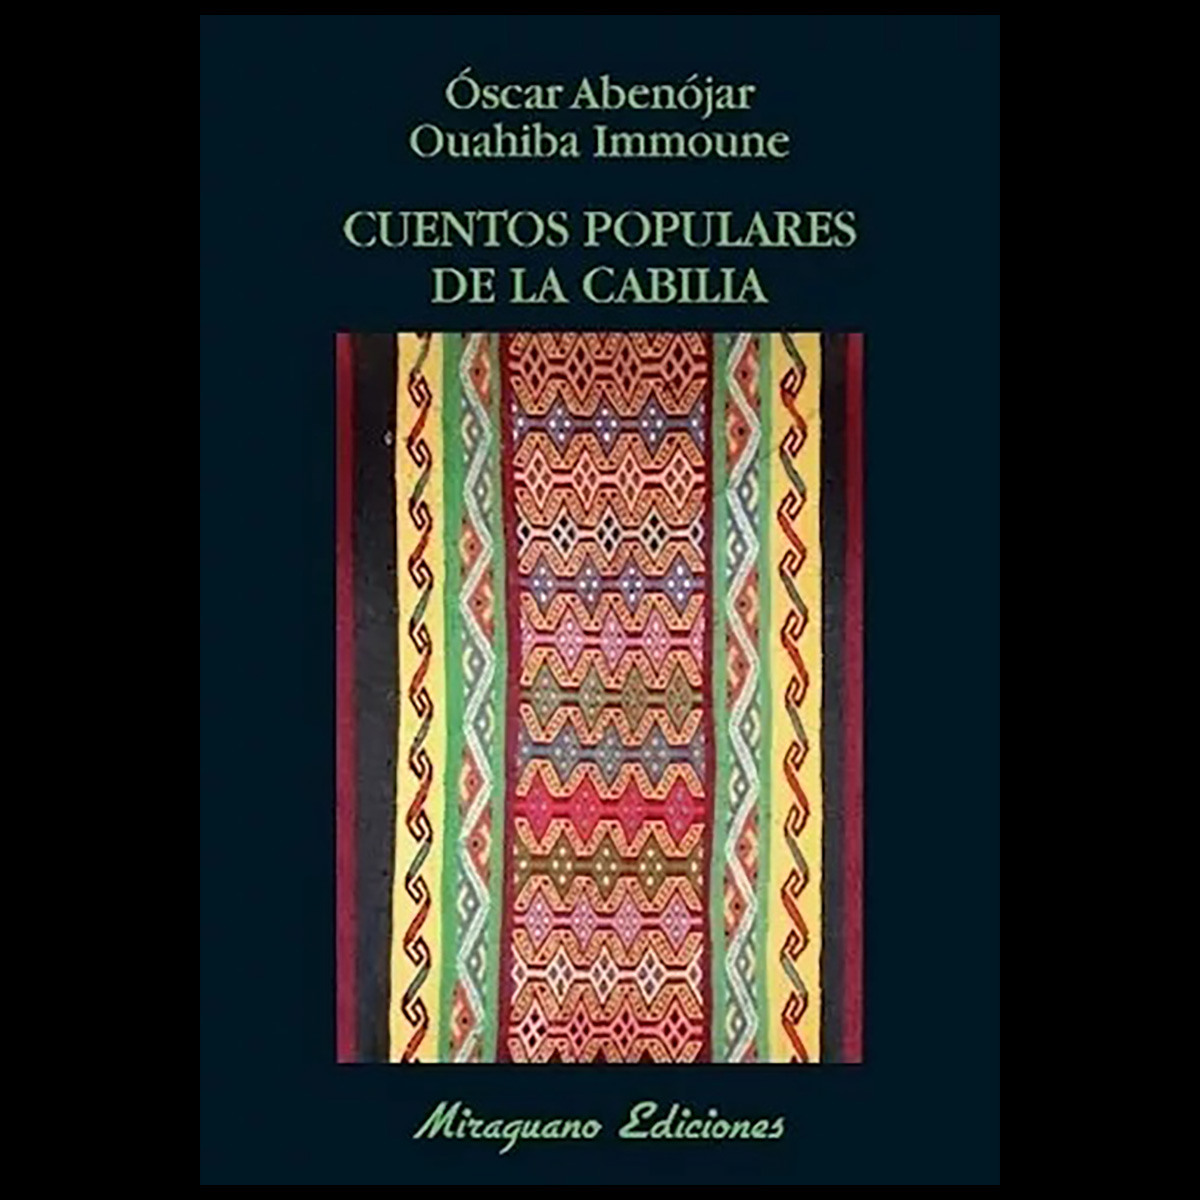 Óscar Abenójar
Ouahiba Immoune
CUENTOS POPULARES
DE LA CABILIA
Miraguano Ediciones